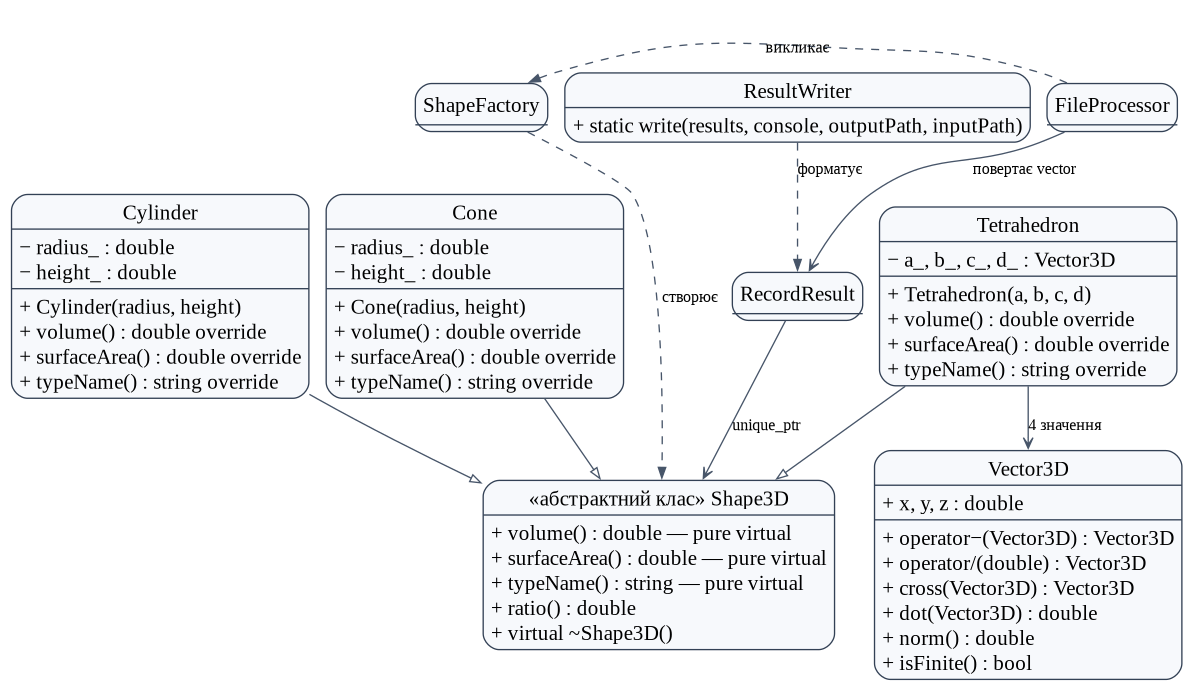 викликає
ShapeFactory
ResultWriter
+ static write(results, console, outputPath, inputPath)
FileProcessor
форматує
повертає vector
Cylinder
− radius_ : double
− height_ : double
+ Cylinder(radius, height)
+ volume() : double override
+ surfaceArea() : double override
+ typeName() : string override
Cone
− radius_ : double
− height_ : double
+ Cone(radius, height)
+ volume() : double override
+ surfaceArea() : double override
+ typeName() : string override
створює
RecordResult
Tetrahedron
− a_, b_, c_, d_ : Vector3D
+ Tetrahedron(a, b, c, d)
+ volume() : double override
+ surfaceArea() : double override
+ typeName() : string override
unique_ptr
4 значення
«абстрактний клас» Shape3D
+ volume() : double — pure virtual
+ surfaceArea() : double — pure virtual
+ typeName() : string — pure virtual
+ ratio() : double
+ virtual ~Shape3D()
Vector3D
+ x, y, z : double
+ operator−(Vector3D) : Vector3D
+ operator/(double) : Vector3D
+ cross(Vector3D) : Vector3D
+ dot(Vector3D) : double
+ norm() : double
+ isFinite() : bool